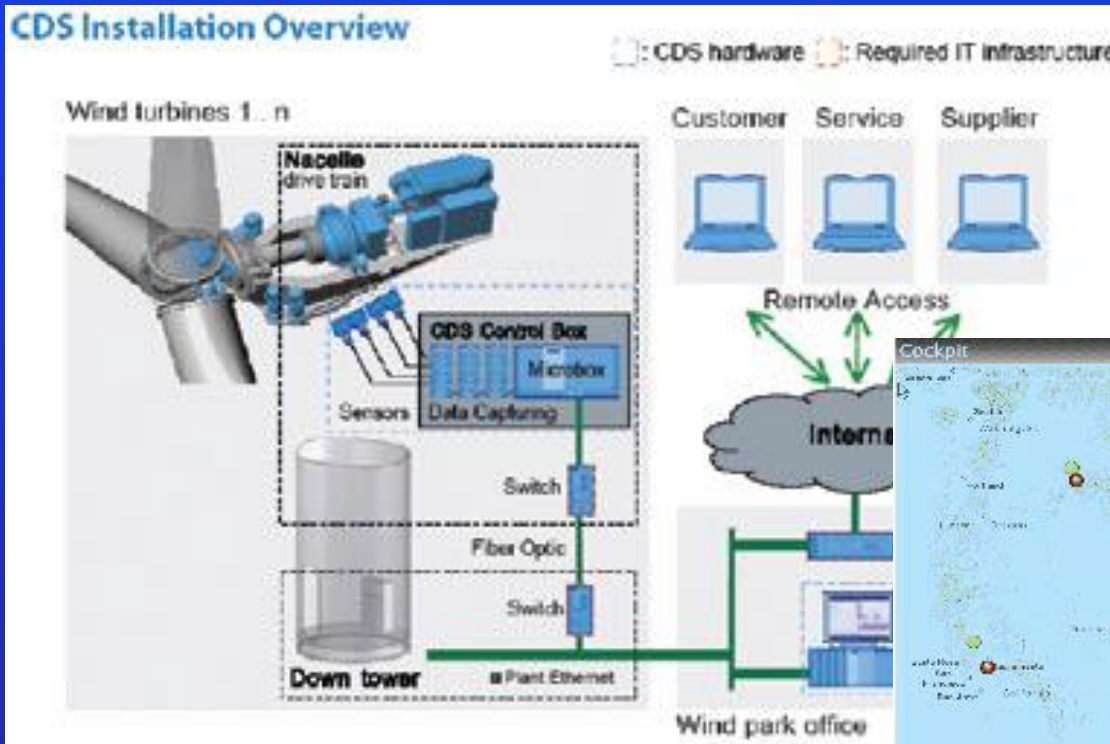 CDS Installation Overview
: CDS hardware : Required IT infrastructure
Wind turbines 1.. n
Customer Service Supplier
Nacelle
drive train
Remote Access
CDS Control Box
Microbox
Sensors Data Capturing
Interne
Cockpit
Switch
Fiber Optic
Switch
Down tower
Plant Ethernet
Wind park office